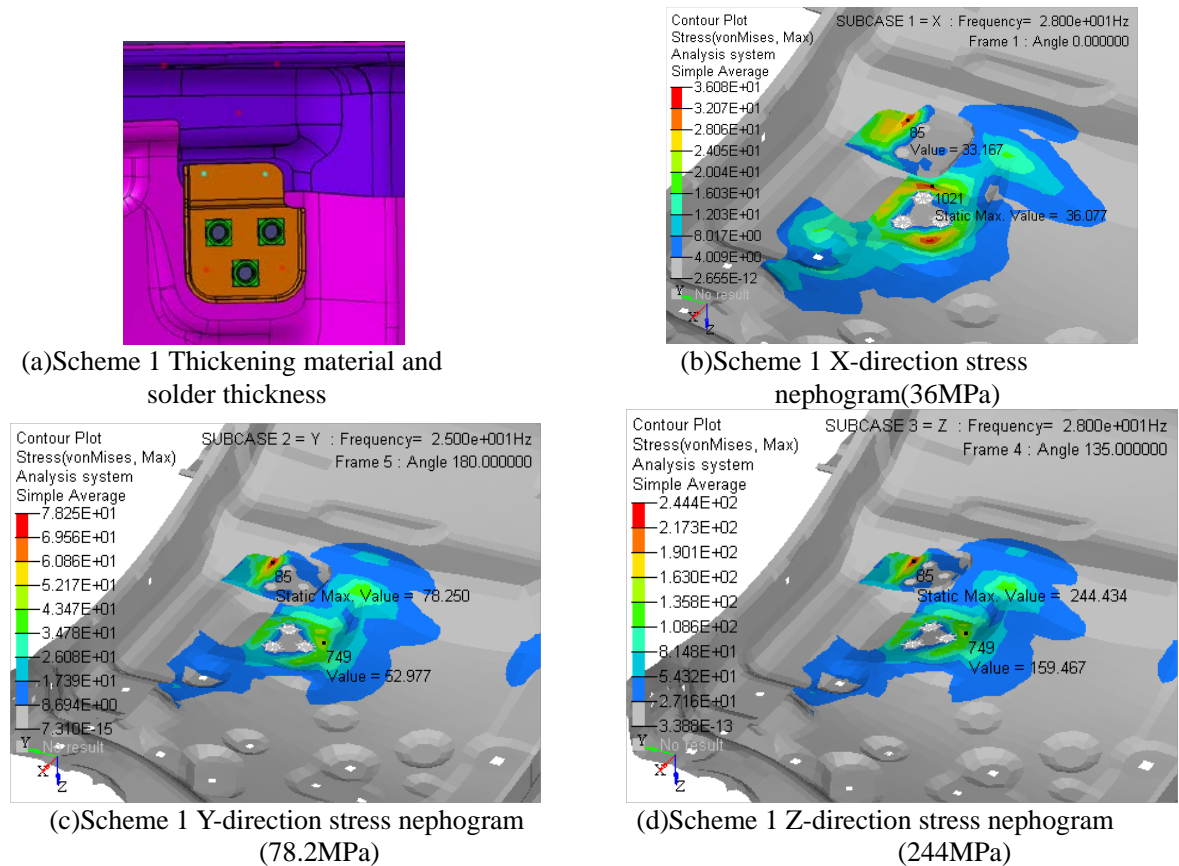 Contour Plot
Stress(vonMises, Max)
Analysis system
Simple Average
SUBCASE 1 = X : Frequency= 2.800e+001Hz
Frame 1 : Angle 0.000000
3.608E+01
3.207E+01
2.806E+01
2.405E+01
2.004E+01
1.603E+01
1.203E+01
8.017E+00
4.009E+00
2.655E-12
No result
85
Value = 33.167
1021
Static Max. Value = 36.077
Y
X
Z
(a)Scheme 1 Thickening material and
solder thickness
(b)Scheme 1 X-direction stress
nephogram(36MPa)
Contour Plot
Stress(vonMises, Max)
Analysis system
Simple Average
SUBCASE 2 = Y : Frequency= 2.500e+001Hz
Frame 5 : Angle 180.000000
7.825E+01
6.956E+01
6.086E+01
5.217E+01
4.347E+01
3.478E+01
2.608E+01
1.739E+01
8.694E+00
7.310E-15
No result
85
Static Max. Value = 78.250
749
Value = 52.977
Y
X
Z
Contour Plot
Stress(vonMises, Max)
Analysis system
Simple Average
SUBCASE 3 = Z : Frequency= 2.800e+001Hz
Frame 4 : Angle 135.000000
2.444E+02
2.173E+02
1.901E+02
1.630E+02
1.358E+02
1.086E+02
8.148E+01
5.432E+01
2.716E+01
3.388E-13
No result
85
Static Max. Value = 244.434
749
Value = 159.467
Y
X
Z
(c)Scheme 1 Y-direction stress nephogram
(78.2MPa)
(d)Scheme 1 Z-direction stress nephogram
(244MPa)